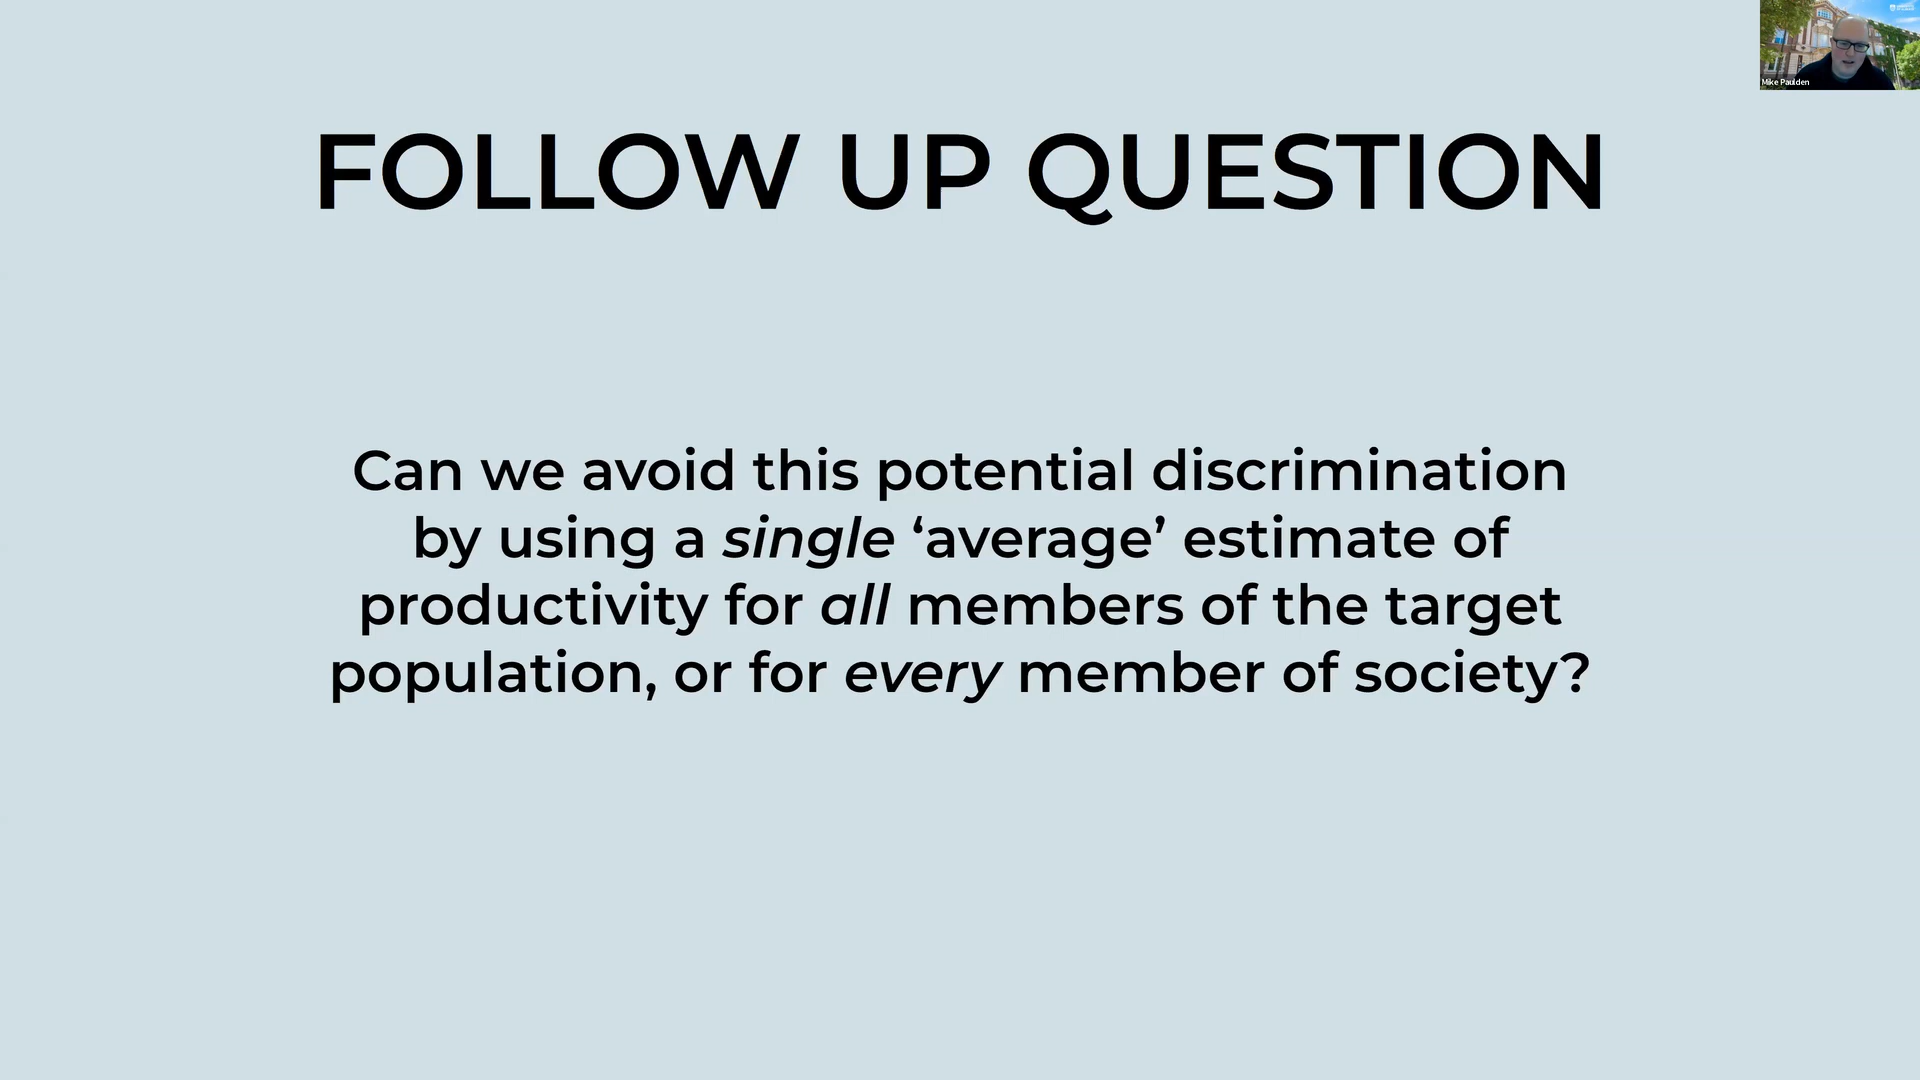 Mike Paulden
FOLLOW UP QUESTION
Can we avoid this potential discrimination
by using a single ‘average’ estimate of
productivity for all members of the target
population, or for every member of society?